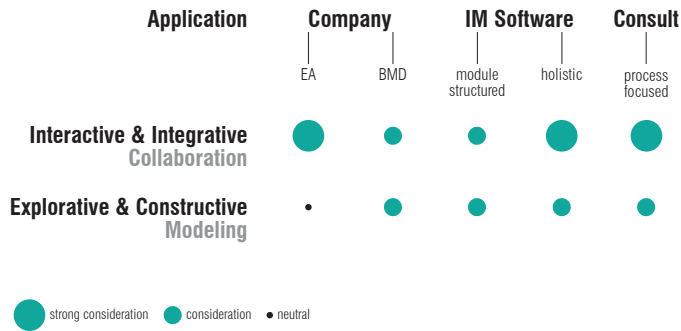 Application Company IM Software Consult
EA BMD module structured holistic process focused
Interactive & Integrative
Collaboration
Explorative & Constructive
Modeling
strong consideration consideration neutral